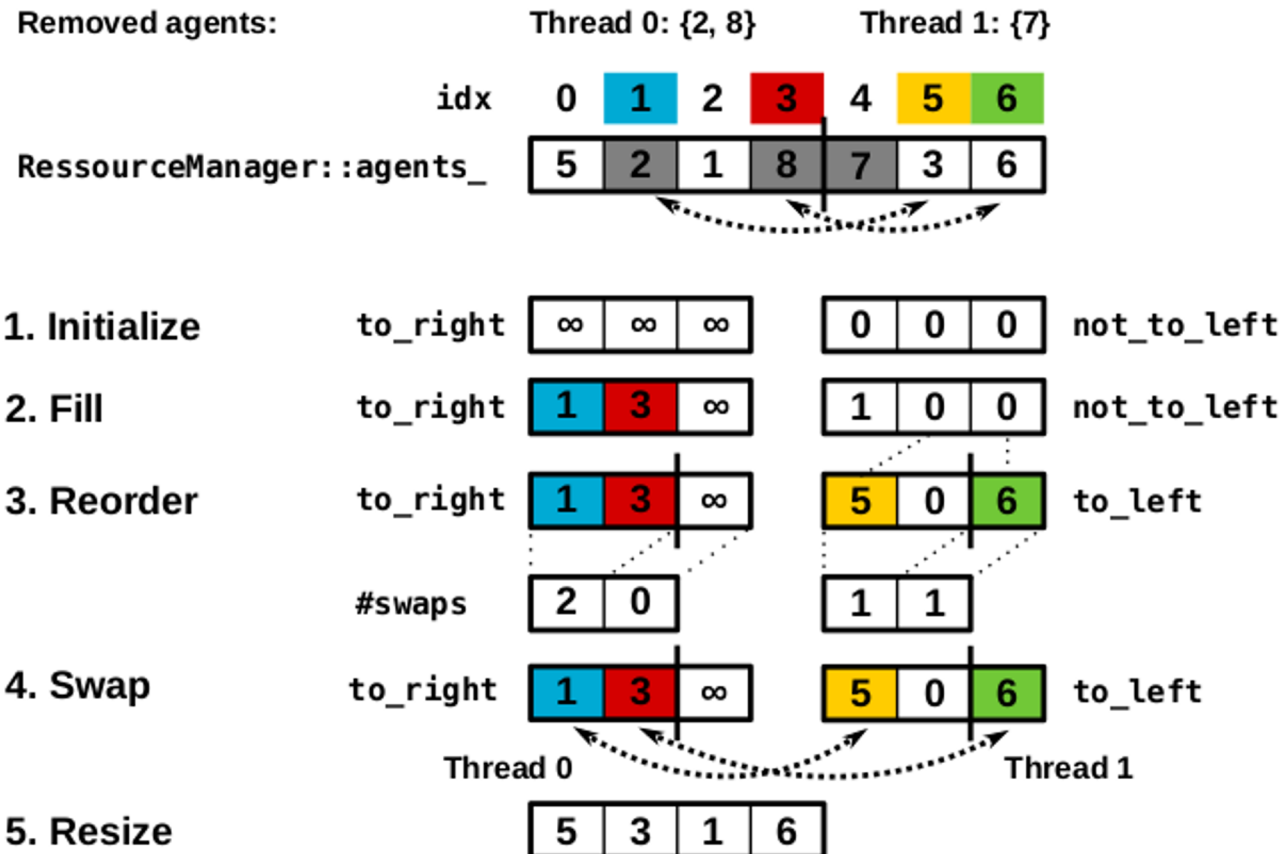 Removed agents: Thread 0: {2, 8} Thread 1: {7}
idx 0 1 2 3 4 5 6
RessourceManager::agents_ 5 2 1 8 7 3 6
1. Initialize to_right ∞ ∞ ∞ 0 0 0 not_to_left
2. Fill to_right 1 3 ∞ 1 0 0 not_to_left
3. Reorder to_right 1 3 ∞ 5 0 6 to_left
#swaps 2 0 1 1
4. Swap to_right 1 3 ∞ 5 0 6 to_left
Thread 0 Thread 1
5. Resize 5 3 1 6